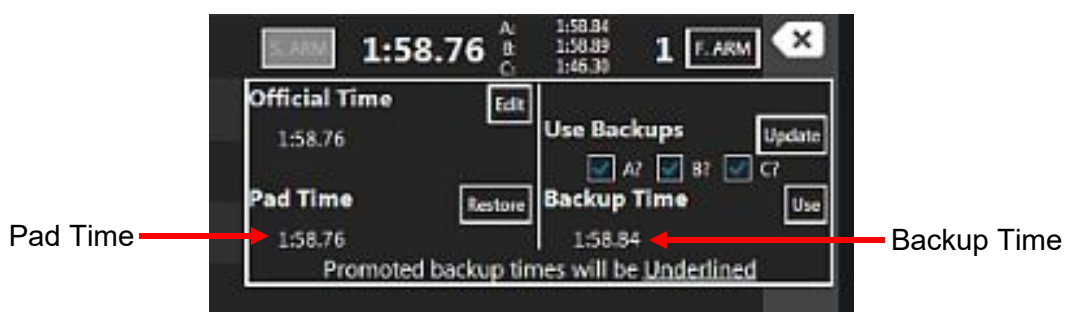 S. ARM 1:58.76 A: 1:58.84 1 F. ARM
B: 1:58.89
C: 1:46.30
Official Time Edit
1:58.76
Use Backups Update
A? B? C?
Pad Time Restore Backup Time Use
Pad Time 1:58.76 1:58.84 Backup Time
Promoted backup times will be Underlined